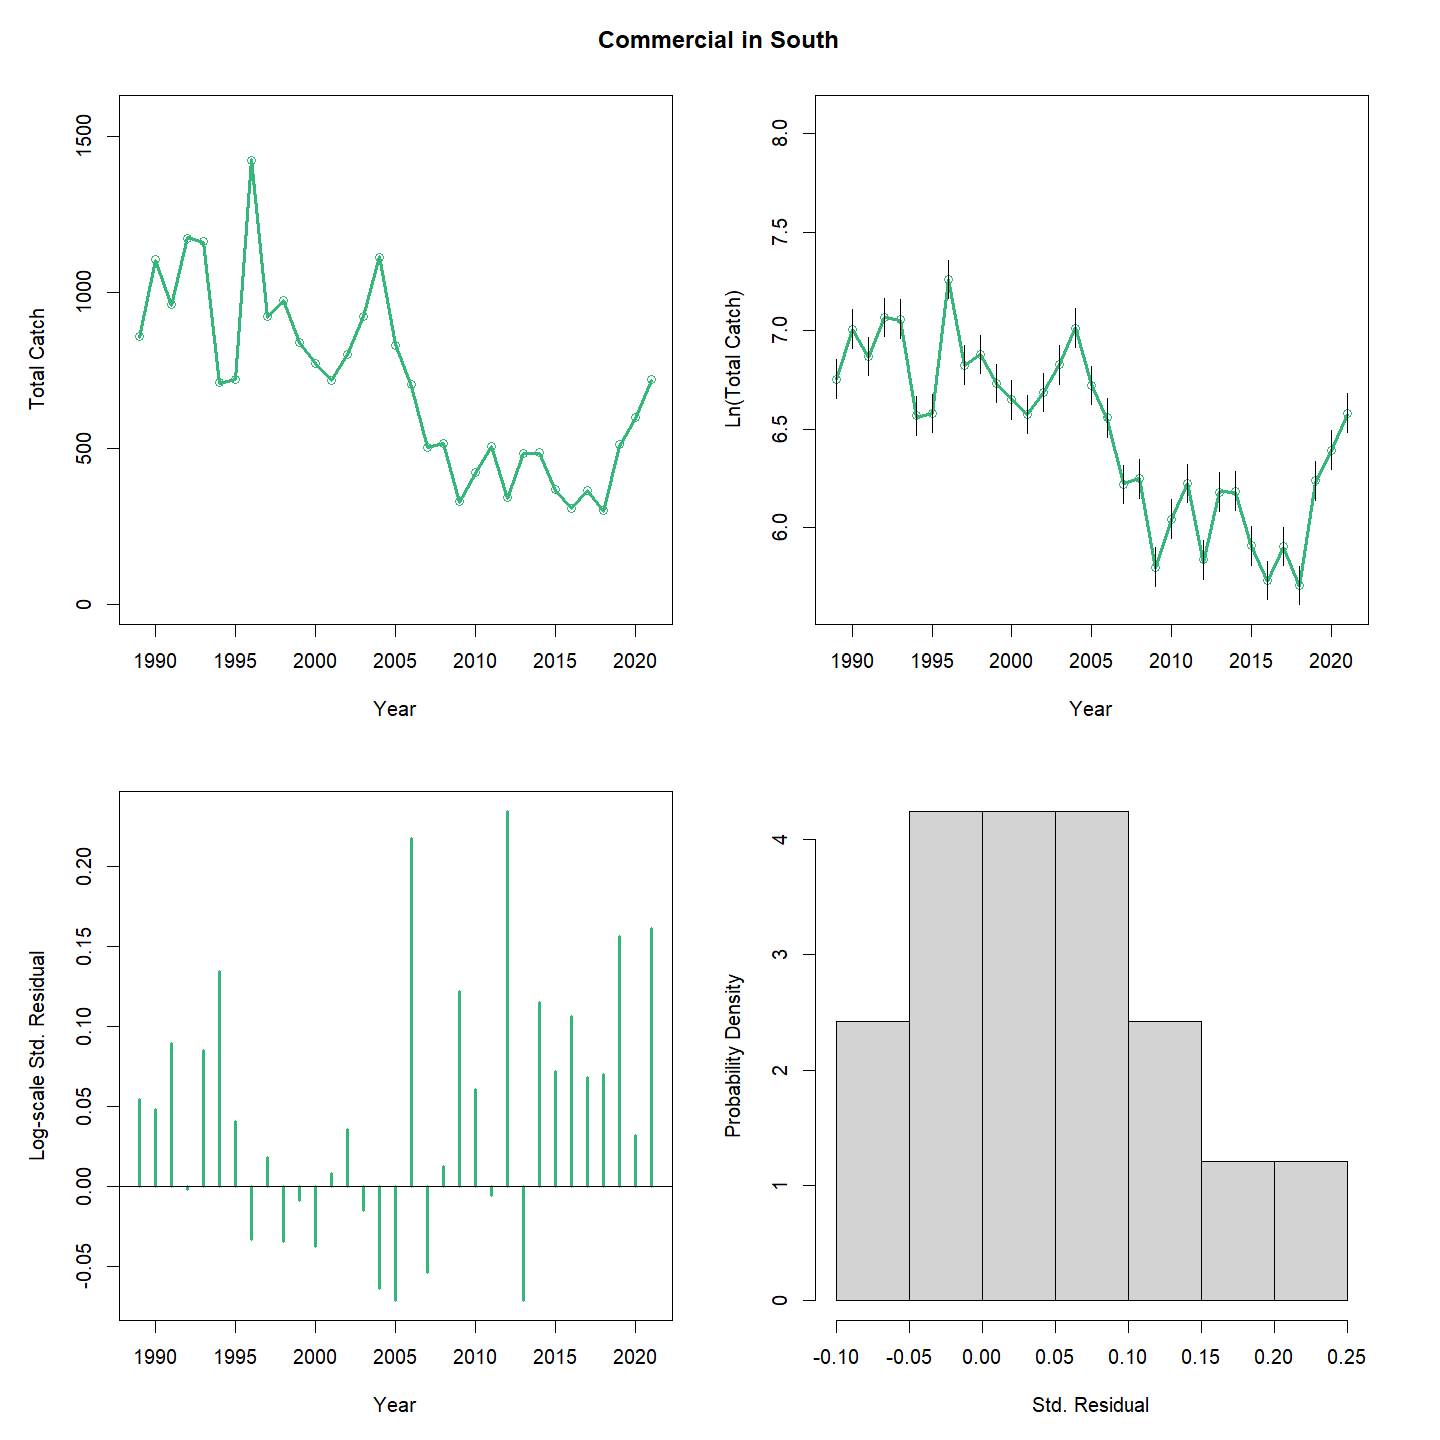 Commercial in South
Total Catch
1500
1000
500
0
1990 1995 2000 2005 2010 2015 2020
Year
Ln(Total Catch)
8.0
7.5
7.0
6.5
6.0
1990 1995 2000 2005 2010 2015 2020
Year
Log-scale Std. Residual
0.20
0.15
0.10
0.05
0.00
-0.05
1990 1995 2000 2005 2010 2015 2020
Year
Probability Density
4
3
2
1
0
-0.10 -0.05 0.00 0.05 0.10 0.15 0.20 0.25
Std. Residual